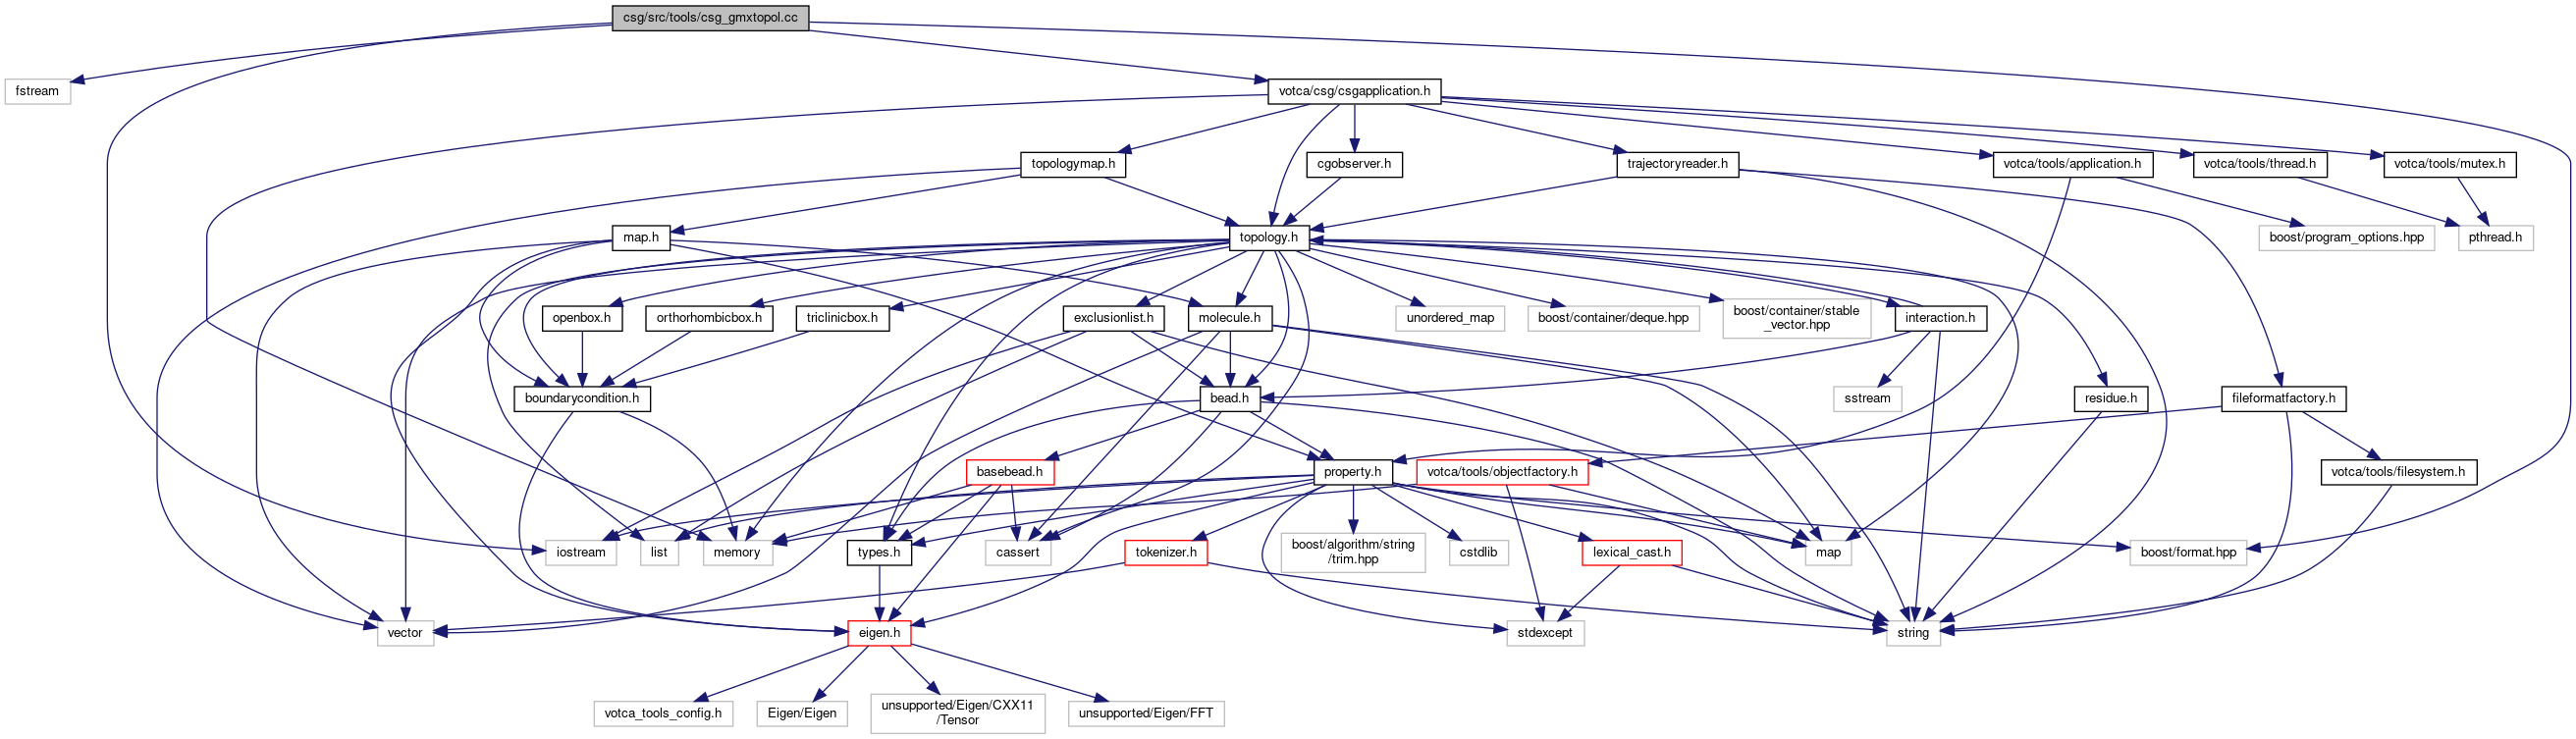 csg/src/tools/csg_gmxtopol.cc
fstream
votca/csg/csgapplication.h
topologymap.h
cgobserver.h
trajectoryreader.h
votca/tools/application.h
votca/tools/thread.h
votca/tools/mutex.h
map.h
topology.h
boost/program_options.hpp
pthread.h
openbox.h
orthorhombicbox.h
triclinicbox.h
exclusionlist.h
molecule.h
unordered_map
boost/container/deque.hpp
boost/container/stable
_vector.hpp
interaction.h
boundarycondition.h
bead.h
sstream
residue.h
fileformatfactory.h
basebead.h
property.h
votca/tools/objectfactory.h
votca/tools/filesystem.h
iostream
list
memory
types.h
cassert
tokenizer.h
boost/algorithm/string
/trim.hpp
cstdlib
lexical_cast.h
map
boost/format.hpp
vector
eigen.h
stdexcept
string
votca_tools_config.h
Eigen/Eigen
unsupported/Eigen/CXX11
/Tensor
unsupported/Eigen/FFT